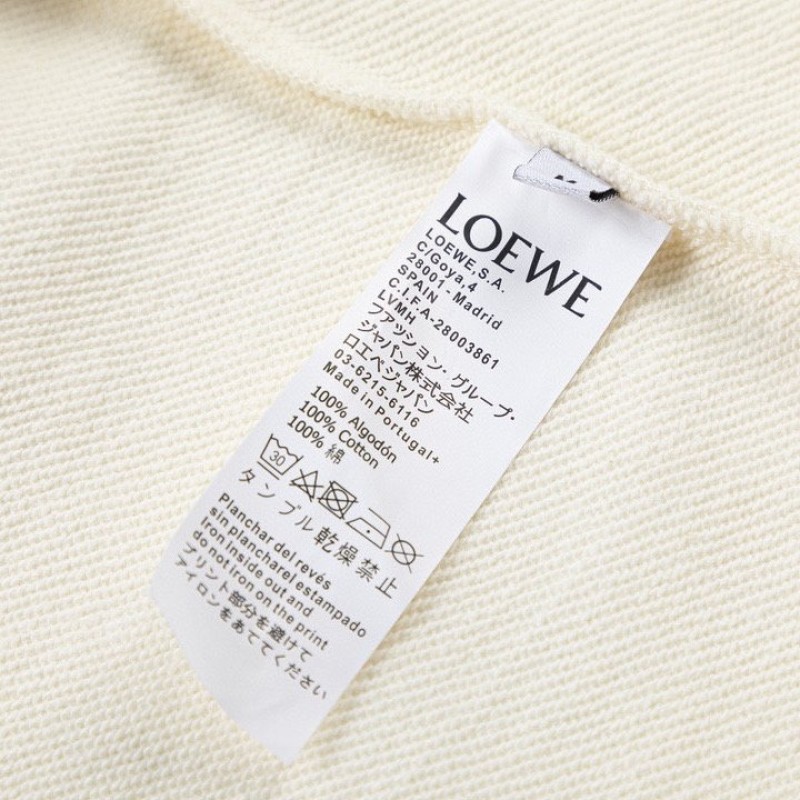 LOEWE
LOEWE,S.A.
C/Goya,4
28001-Madrid
SPAIN
C.I.F.A-28003861
LVMH
ファッション・グループ・
ジャパン株式会社
ロエベジャパン
03-6215-6116
Made in Portugal+
100% Algodón
100% Cotton
100% 綿
30
タンブル乾燥禁止
Planchar del revés
sin plancharel estampado
Iron inside out and
do not iron on the print
プリント部分を避けて
アイロンをあててください